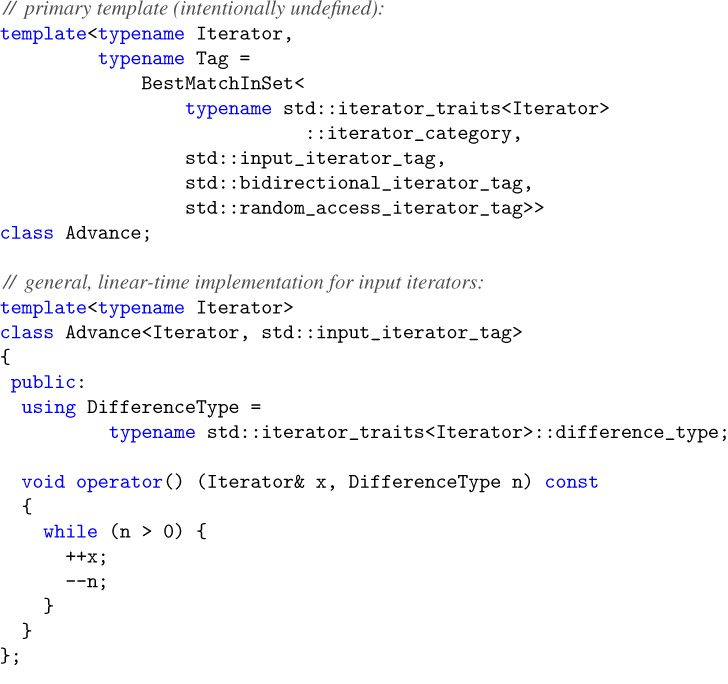 // primary template (intentionally undefined):
template<typename Iterator,
         typename Tag =
             BestMatchInSet<
                 typename std::iterator_traits<Iterator>
                            ::iterator_category,
                 std::input_iterator_tag,
                 std::bidirectional_iterator_tag,
                 std::random_access_iterator_tag>>
class Advance;

// general, linear-time implementation for input iterators:
template<typename Iterator>
class Advance<Iterator, std::input_iterator_tag>
{
 public:
  using DifferenceType =
          typename std::iterator_traits<Iterator>::difference_type;

  void operator() (Iterator& x, DifferenceType n) const
  {
    while (n > 0) {
      ++x;
      --n;
    }
  }
};